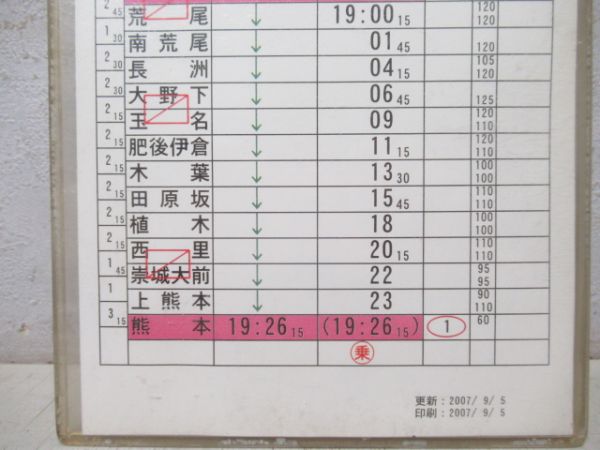 2 45 荒尾 ↓ 19:00 15 120 120
1 30 南荒尾 ↓ 01 45 120
2 30 長洲 ↓ 04 15 105 120
2 30 大野下 ↓ 06 45 125
2 15 玉名 ↓ 09 120 110
2 15 肥後伊倉 ↓ 11 15 120 110
2 15 木葉 ↓ 13 30 100 100
2 15 田原坂 ↓ 15 45 110 110
2 15 植木 ↓ 18 100 100
2 15 西里 ↓ 20 15 110 110
1 45 崇城大前 ↓ 22 95 95
1 上熊本 ↓ 23 90 110
3 15 熊本 19:26 15 (19:26 15) 1 60
乗
更新:2007/ 9/ 5
印刷:2007/ 9/ 5